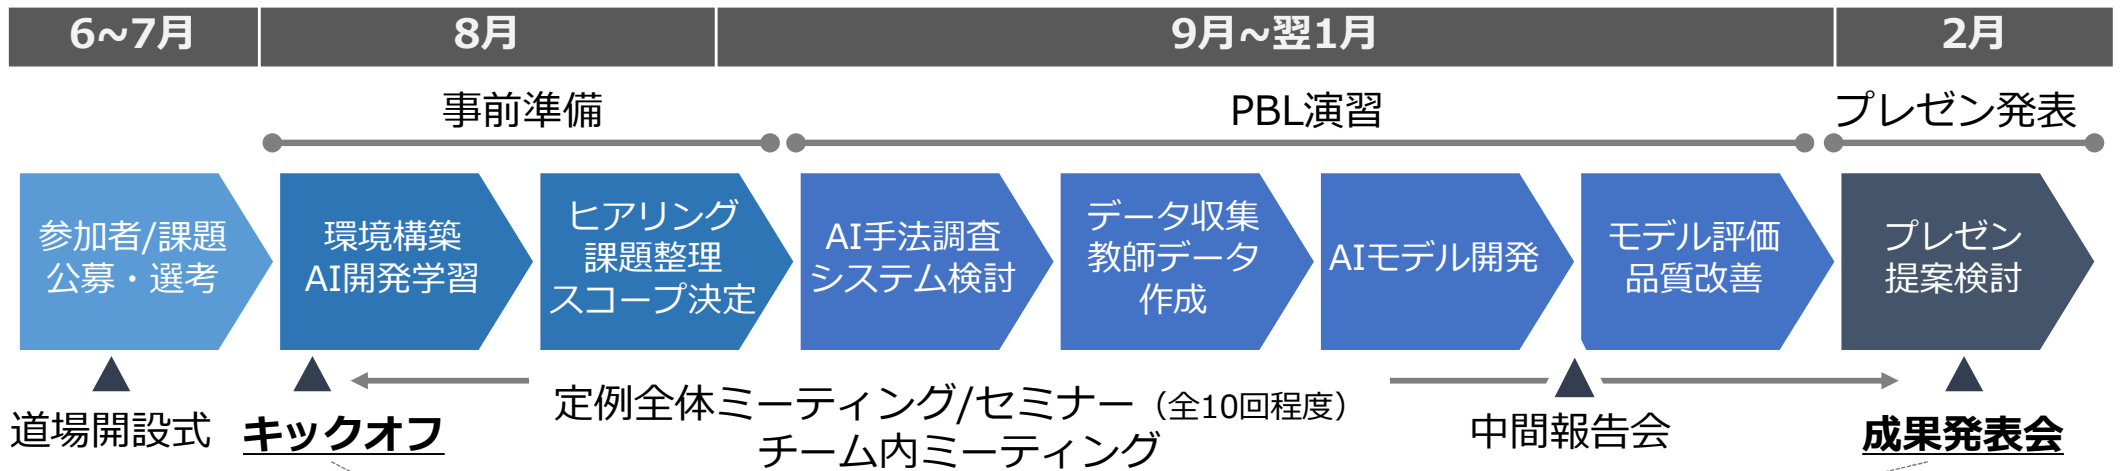 6~7月
8月
9月~翌1月
2月
事前準備
PBL演習
プレゼン発表
参加者/課題
公募・選考
環境構築
AI開発学習
ヒアリング
課題整理
スコープ決定
AI手法調査
システム検討
データ収集
教師データ
作成
AIモデル開発
モデル評価
品質改善
プレゼン
提案検討
道場開設式
キックオフ
定例全体ミーティング/セミナー（全10回程度）
チーム内ミーティング
中間報告会
成果発表会